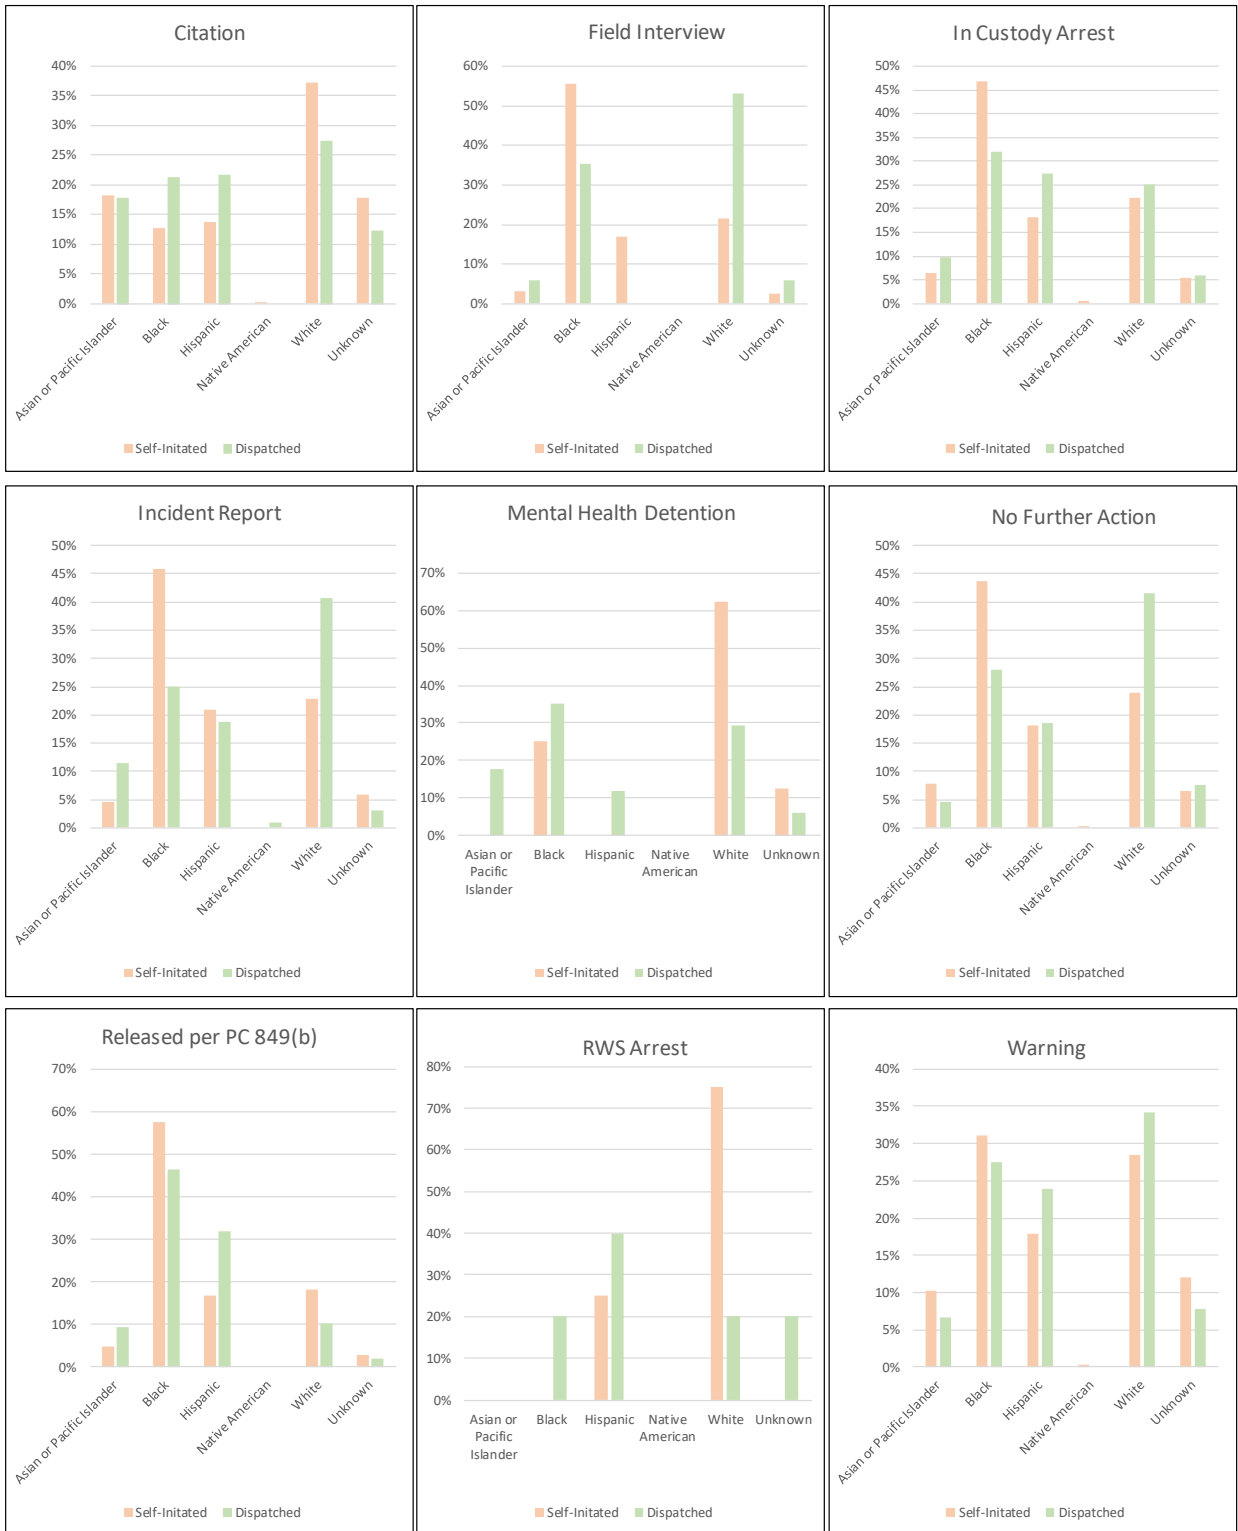 Citation
40%
35%
30%
25%
20%
15%
10%
5%
0%
Asian or Pacific Islander
Black
Hispanic
Native American
White
Unknown
Self-Initated Dispatched
Field Interview
60%
50%
40%
30%
20%
10%
0%
Asian or Pacific Islander
Black
Hispanic
Native American
White
Unknown
Self-Initated Dispatched
In Custody Arrest
50%
45%
40%
35%
30%
25%
20%
15%
10%
5%
0%
Asian or Pacific Islander
Black
Hispanic
Native American
White
Unknown
Self-Initated Dispatched
Incident Report
50%
45%
40%
35%
30%
25%
20%
15%
10%
5%
0%
Asian or Pacific Islander
Black
Hispanic
Native American
White
Unknown
Self-Initated Dispatched
Mental Health Detention
70%
60%
50%
40%
30%
20%
10%
0%
Asian or
Pacific
Islander
Black
Hispanic
Native
American
White
Unknown
Self-Initated Dispatched
No Further Action
50%
45%
40%
35%
30%
25%
20%
15%
10%
5%
0%
Asian or Pacific Islander
Black
Hispanic
Native American
White
Unknown
Self-Initated Dispatched
Released per PC 849(b)
70%
60%
50%
40%
30%
20%
10%
0%
Asian or Pacific Islander
Black
Hispanic
Native American
White
Unknown
Self-Initated Dispatched
RWS Arrest
80%
70%
60%
50%
40%
30%
20%
10%
0%
Asian or
Pacific
Islander
Black
Hispanic
Native
American
White
Unknown
Self-Initated Dispatched
Warning
40%
35%
30%
25%
20%
15%
10%
5%
0%
Asian or Pacific Islander
Black
Hispanic
Native American
White
Unknown
Self-Initated Dispatched